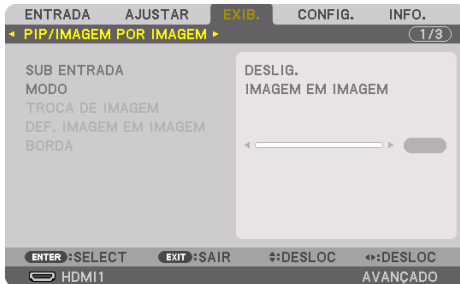 ENTRADA AJUSTAR EXIB. CONFIG. INFO.
PIP/IMAGEM POR IMAGEM 1/3
SUB ENTRADA DESLIG.
MODO IMAGEM EM IMAGEM
TROCA DE IMAGEM
DEF. IMAGEM EM IMAGEM
BORDA
ENTER :SELECT EXIT :SAIR :DESLOC :DESLOC
HDMI1 AVANÇADO